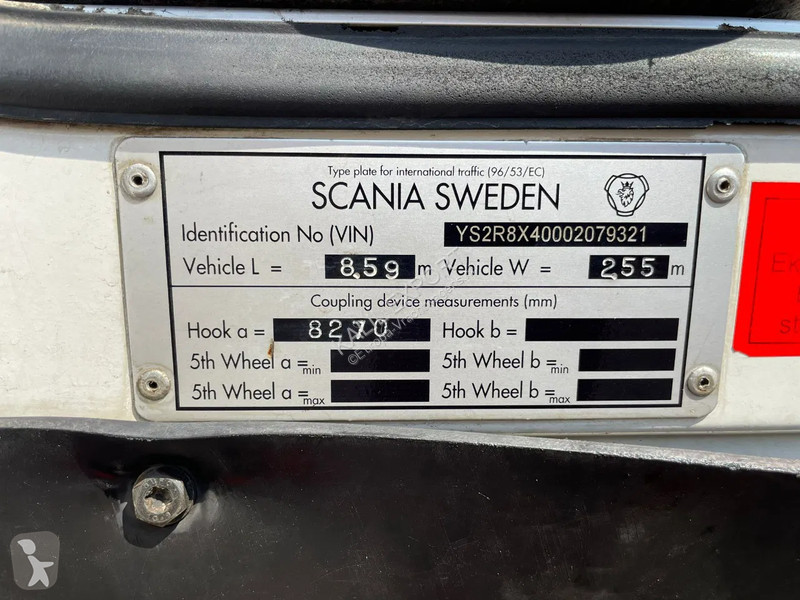 Type plate for international traffic (96/53/EC)
SCANIA SWEDEN
Identification No (VIN) YS2R8X40002079321
Vehicle L = 8.59 m Vehicle W = 2.55 m
Coupling device measurements (mm)
Hook a = 8270 Hook b =
5th Wheel a = min 5th Wheel b = min
5th Wheel a = max 5th Wheel b = max
Ek
st